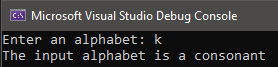 Microsoft Visual Studio Debug Console
Enter an alphabet: k
The input alphabet is a consonant